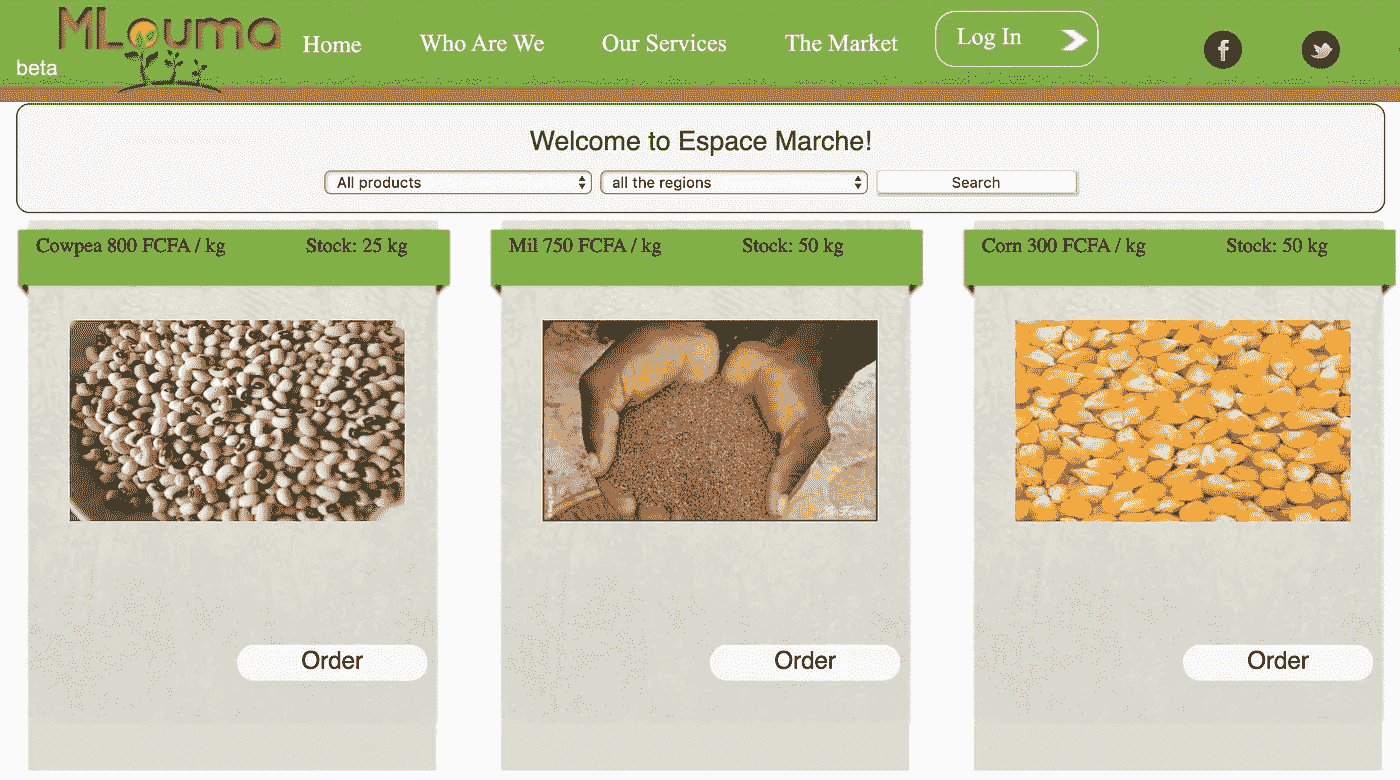 MLouma
beta
Home
Who Are We
Our Services
The Market
Log In
Welcome to Espace Marche!
All products
all the regions
Search
Cowpea 800 FCFA / kg
Stock: 25 kg
Mil 750 FCFA / kg
Stock: 50 kg
Corn 300 FCFA / kg
Stock: 50 kg
Order
Order
Order